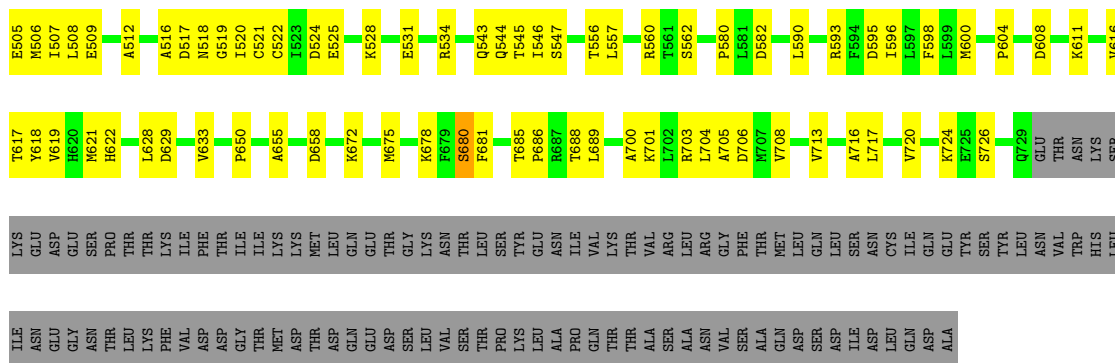 E505 M506 I507 L508 E509 A512 A516 D517 N518 G519 I520 C521 C522 I523 D524 E525 K528 E531 R534 Q543 Q544 T545 I546 S547 T556 L557 R560 T561 S562 P580 L581 D582 L590 R593 F594 D595 I596 L597 F598 L599 M600 P604 D608 K611 V616
T617 Y618 V619 H620 M621 H622 L628 D629 V633 P650 A655 D658 K672 M675 K678 F679 S680 F681 T685 P686 R687 T688 L689 A700 K701 L702 R703 L704 A705 D706 M707 V708 V713 A716 L717 V720 K724 E725 S726 Q729 GLU THR ASN LYS SER
LYS GLU ASP GLU SER PRO THR THR LYS ILE PHE THR ILE ILE LYS LYS MET LEU GLN GLU THR GLY LYS ASN THR LEU SER TYR GLU ASN ILE VAL LYS THR VAL ARG LEU ARG GLY PHE THR MET LEU GLN LEU SER ASN CYS ILE GLN GLU TYR SER TYR LEU ASN VAL TRP HIS LEU
ILE ASN GLU GLY ASN THR LEU LYS PHE VAL ASP ASP GLY THR MET ASP THR ASP GLN GLU ASP SER LEU VAL SER THR PRO LYS LEU ALA PRO GLN THR THR ALA SER ALA ASN VAL SER ALA GLN ASP SER ASP ILE ASP LEU GLN ASP ALA